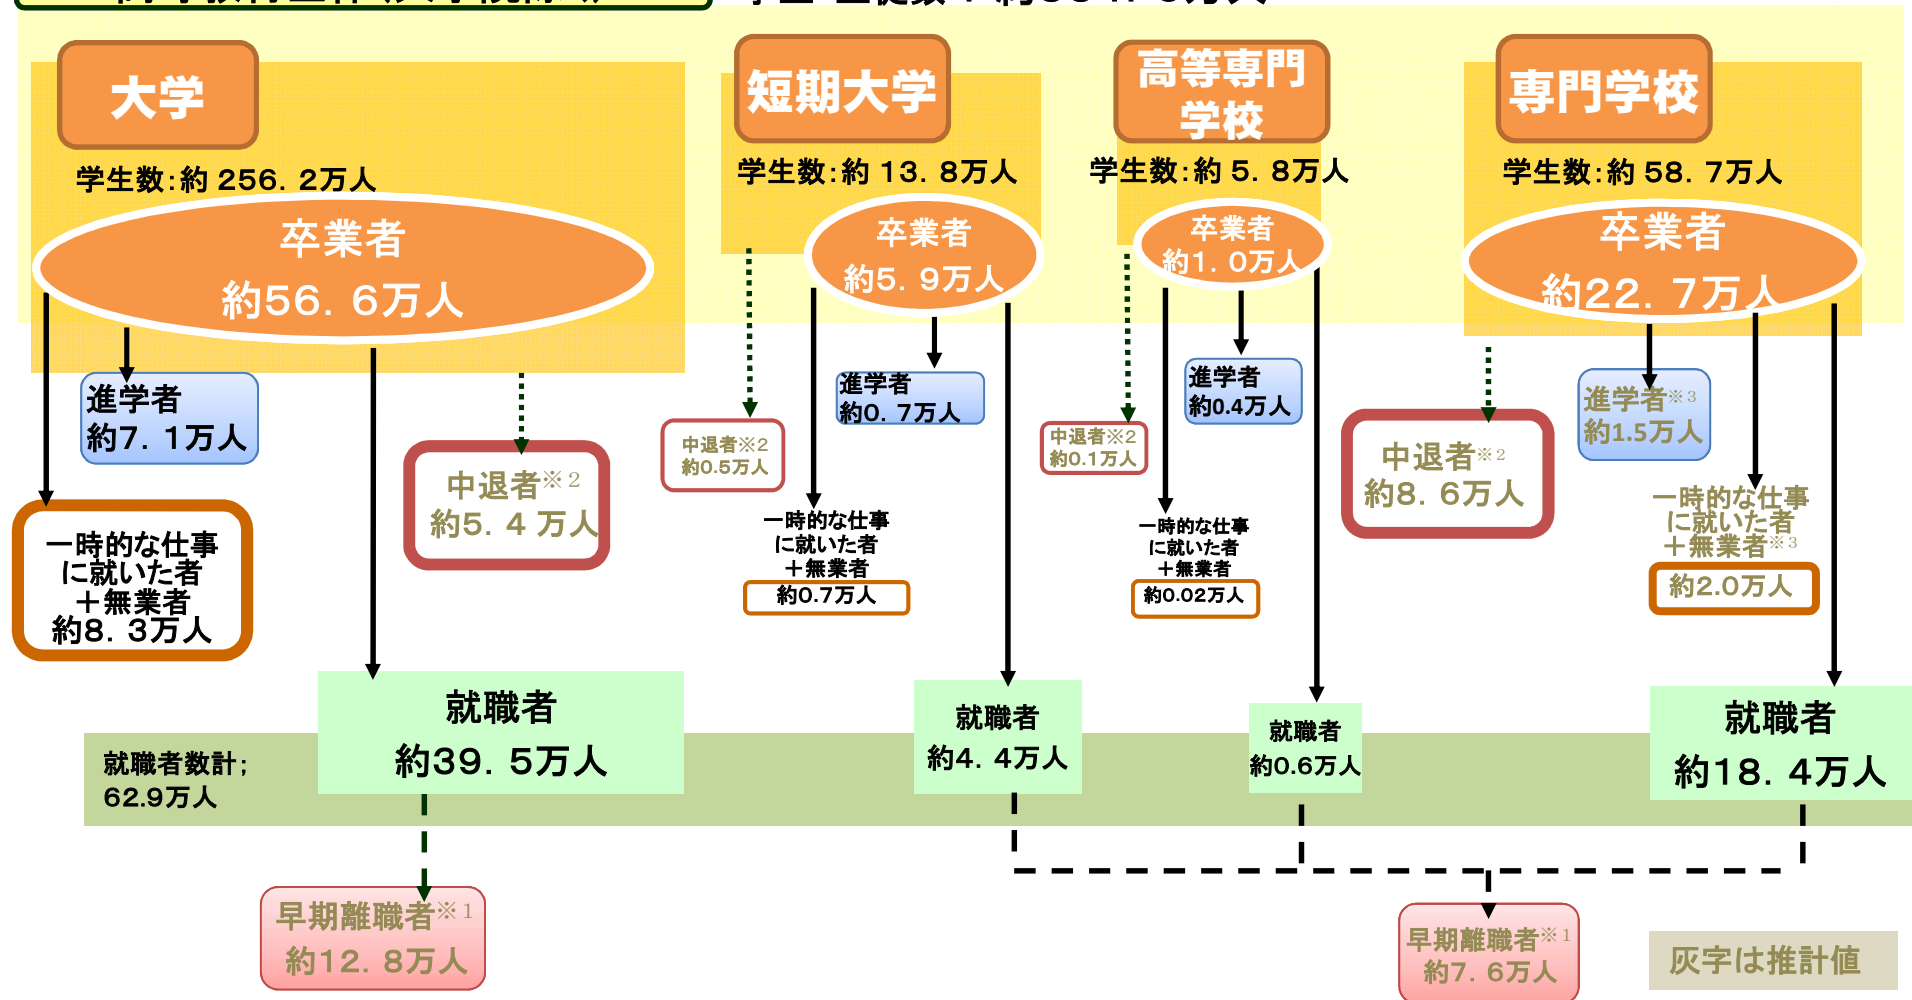 大学
学生数：約 256．2万人
卒業者
約56．6万人
進学者
約7．1万人
一時的な仕事
に就いた者
＋無業者
約8．3万人
中退者※2
約5．4 万人
就職者
約39．5万人
早期離職者※1
約12．8万人
短期大学
学生数：約 13．8万人
卒業者
約5．9万人
中退者※2
約0.5万人
進学者
約0．7万人
一時的な仕事
に就いた者
＋無業者
約0.7万人
就職者
約4．4万人
高等専門
学校
学生数：約 5．8万人
卒業者
約1．0万人
中退者※2
約0.1万人
進学者
約0.4万人
一時的な仕事
に就いた者
＋無業者
約0.02万人
就職者
約0.6万人
専門学校
学生数：約 58．7万人
卒業者
約22．7万人
中退者※2
約8．6万人
進学者※3
約1.5万人
一時的な仕事
に就いた者
＋無業者※3
約2.0万人
就職者
約18．4万人
就職者数計；
62.9万人
早期離職者※1
約7．6万人
灰字は推計値